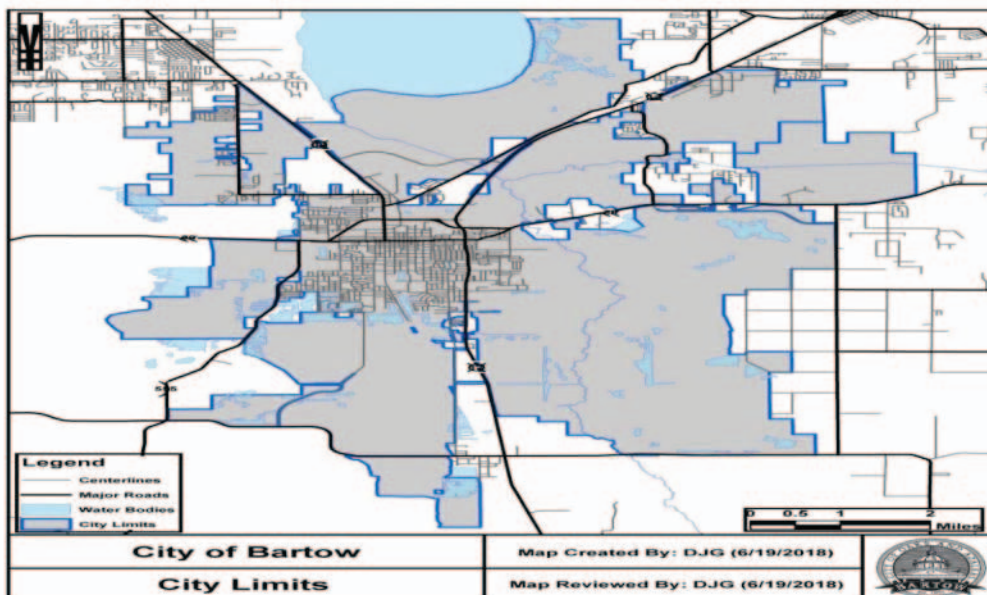 Legend
Centerlines
Major Roads
Water Bodies
City Limits
0 0.5 1 2
Miles
City of Bartow
City Limits
Map Created By: DJG (6/19/2018)
Map Reviewed By: DJG (6/19/2018)
BARTOW